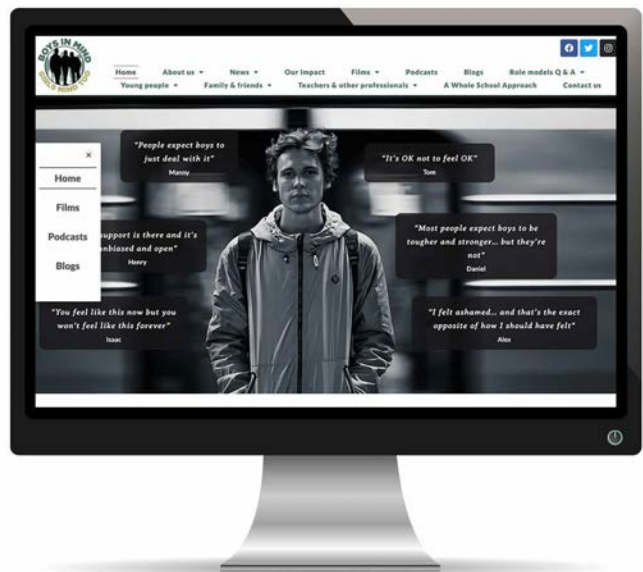 BOYS IN MIND
GIRLS MIND TOO
Home About us News Our Impact Films Podcasts Blogs Role models Q & A
Young people Family & friends Teachers & other professionals A Whole School Approach Contact us
×
Home
Films
Podcasts
Blogs
"People expect boys to
just deal with it"
Manny
"It's OK not to feel OK"
Tom
support is there and it's
unbiased and open"
Henry
"Most people expect boys to be
tougher and stronger... but they're
not"
Daniel
"You feel like this now but you
won't feel like this forever"
Isaac
"I felt ashamed... and that's the exact
opposite of how I should have felt"
Alex